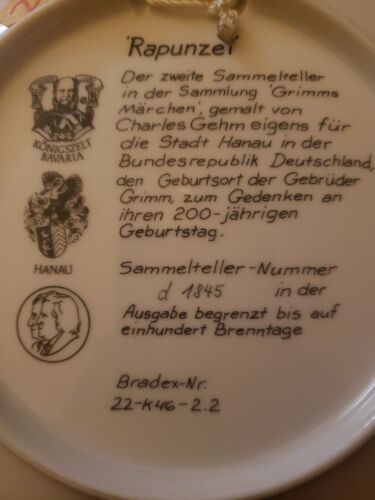 'Rapunzel'
Der zweite Sammelteller
in der Sammlung 'Grimms
Märchen', gemalt von
Charles Gehm eigens für
die Stadt Hanau in der
Bundesrepublik Deutschland,
den Geburtsort der Gebrüder
Grimm, zum Gedenken an
ihren 200-jährigen
Geburtstag.
KÖNIGSZELT
BAVARIA
HANAU
Sammelteller-Nummer
d 1845 in der
Ausgabe begrenzt bis auf
einhundert Brenntage
Bradex-Nr.
22-K46-2.2